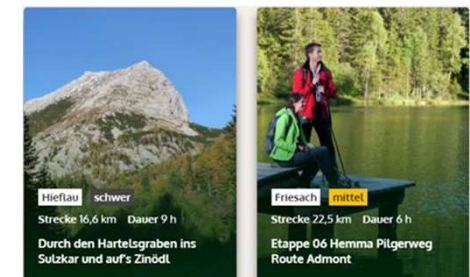 Hieflau schwer
Strecke 16,6 km Dauer 9 h
Durch den Hartelsgraben ins
Sulzkar und auf's Zinödl
Friesach mittel
Strecke 22,5 km Dauer 6 h
Etappe 06 Hemma Pilgerweg
Route Admont